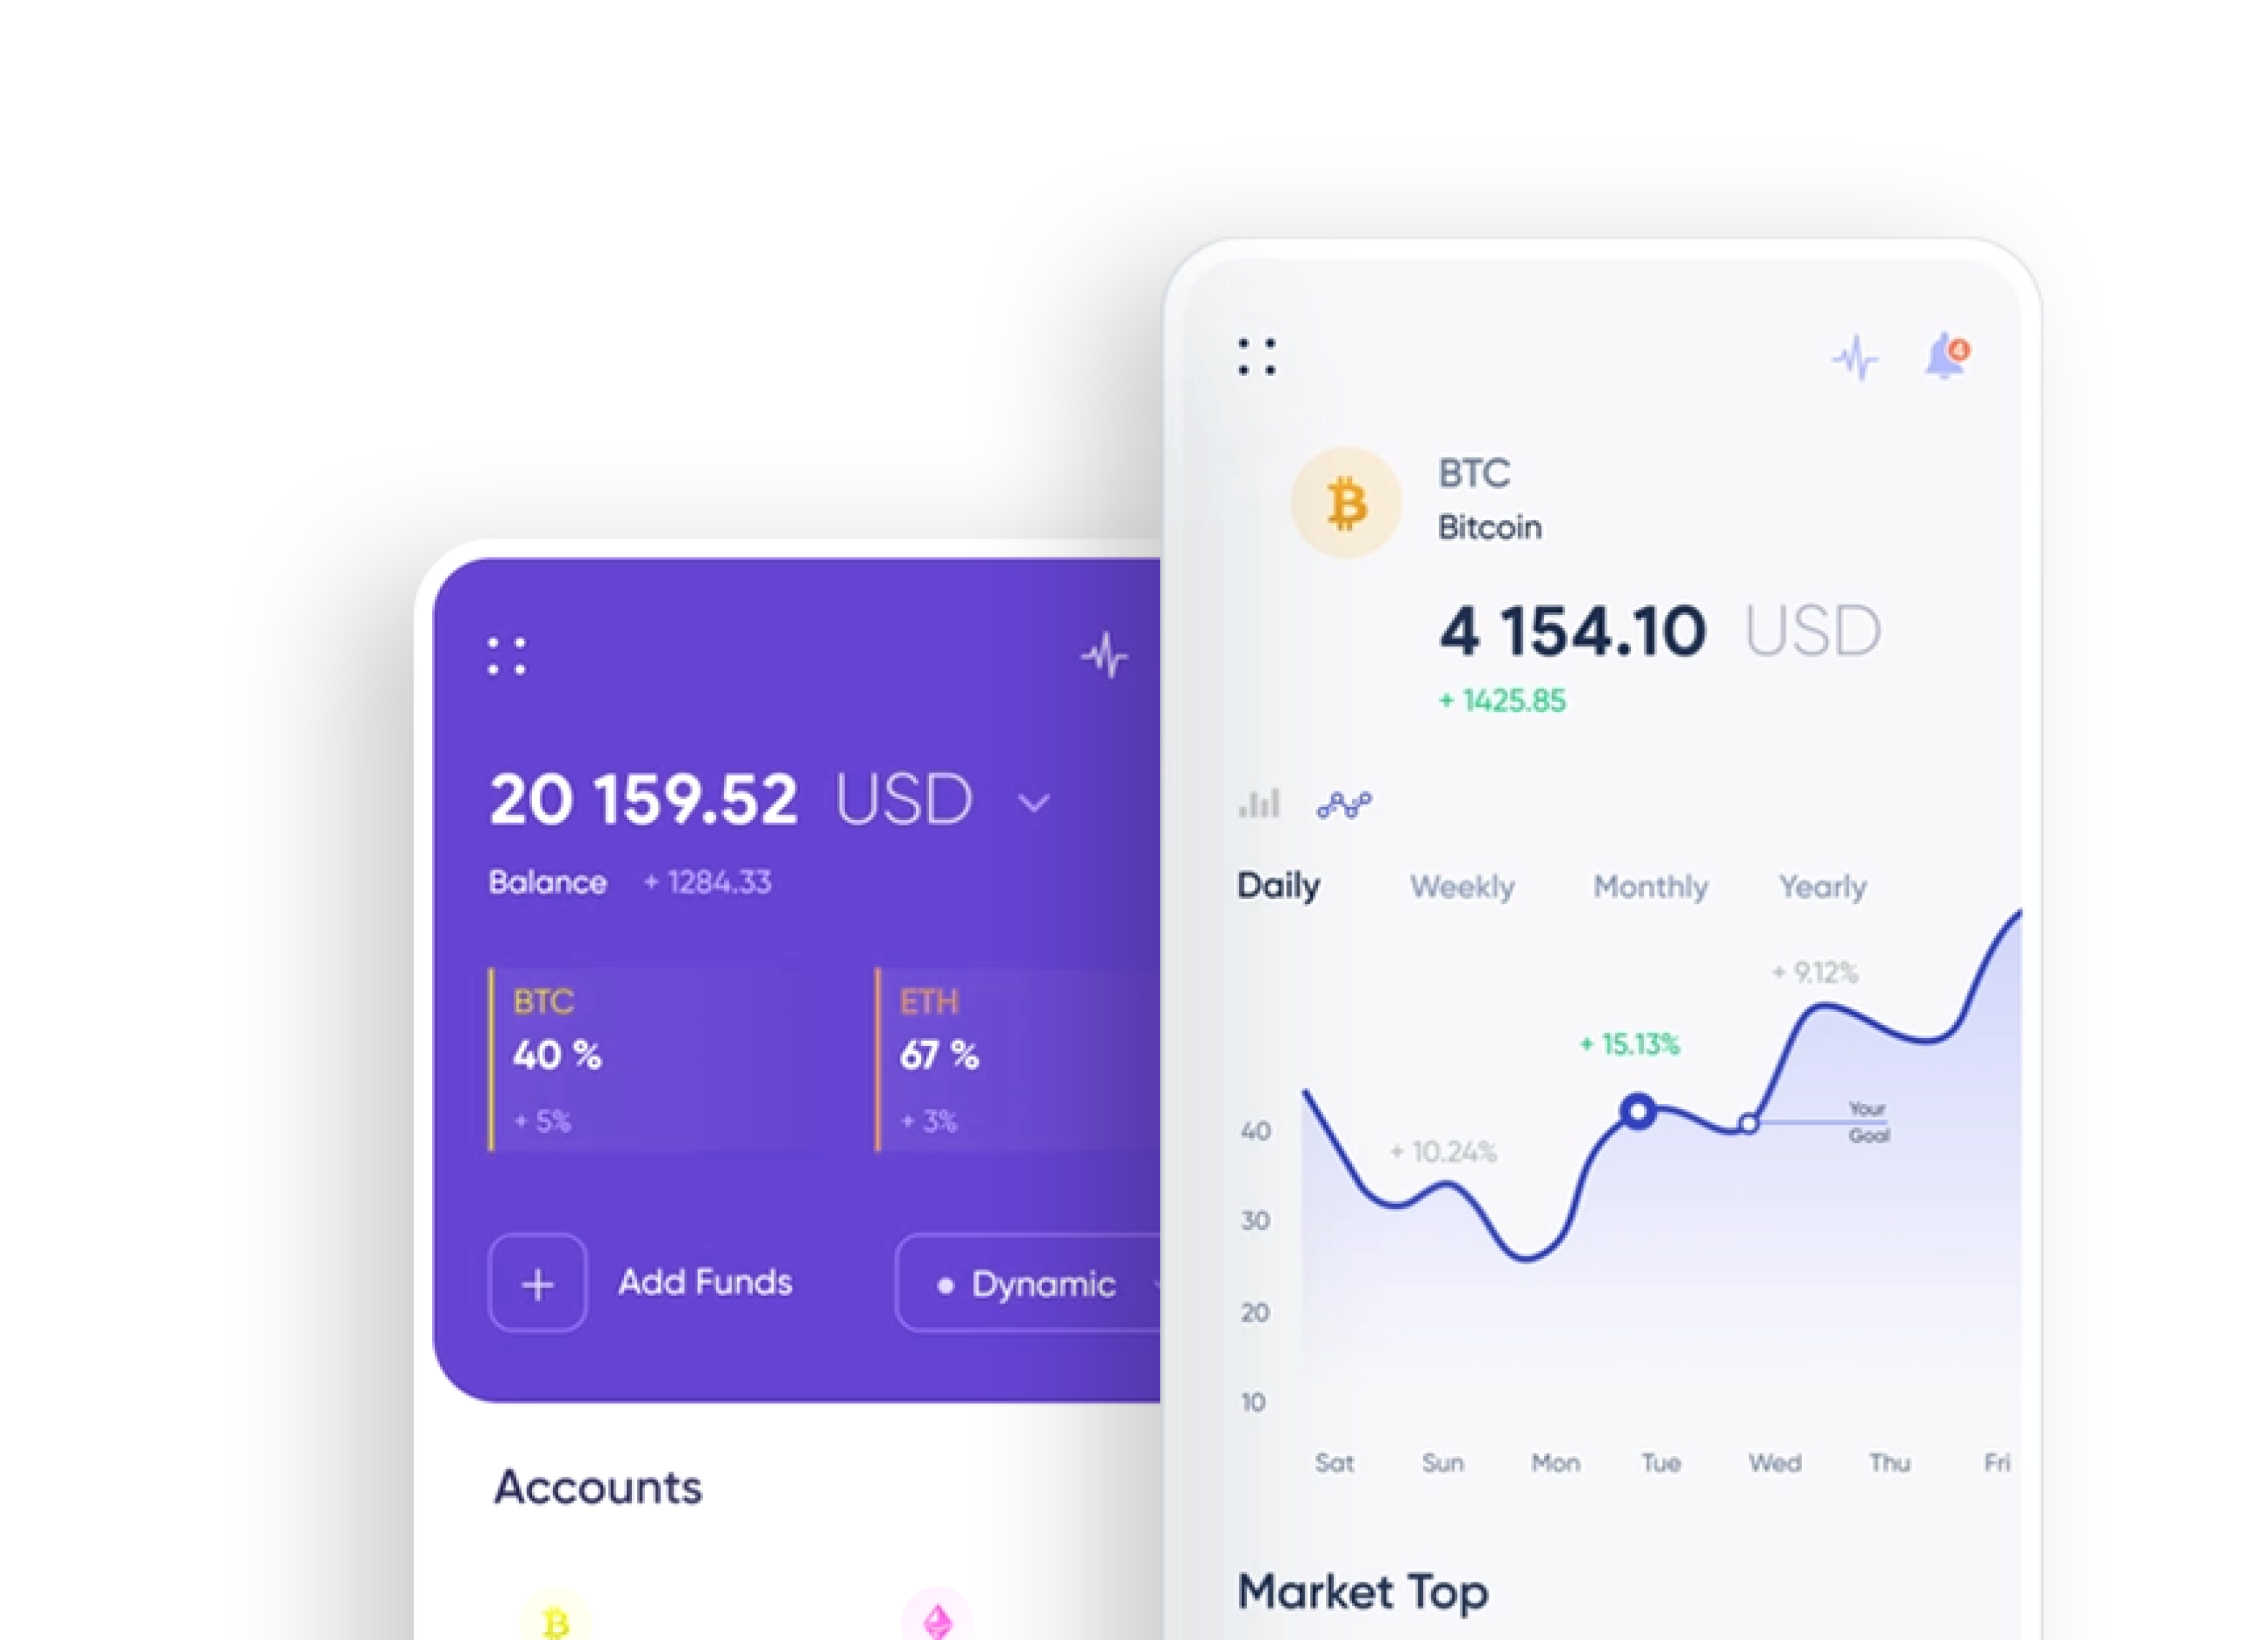 20 159.52 USD
Balance + 1284.33
BTC
40 %
+ 5%
ETH
67 %
+ 3%
Add Funds
Dynamic
Accounts
4
BTC
Bitcoin
4 154.10 USD
+ 1425.85
Daily Weekly Monthly Yearly
+ 9.12%
+ 15.13%
+ 10.24%
Your
Goal
40
30
20
10
Sat Sun Mon Tue Wed Thu Fri
Market Top